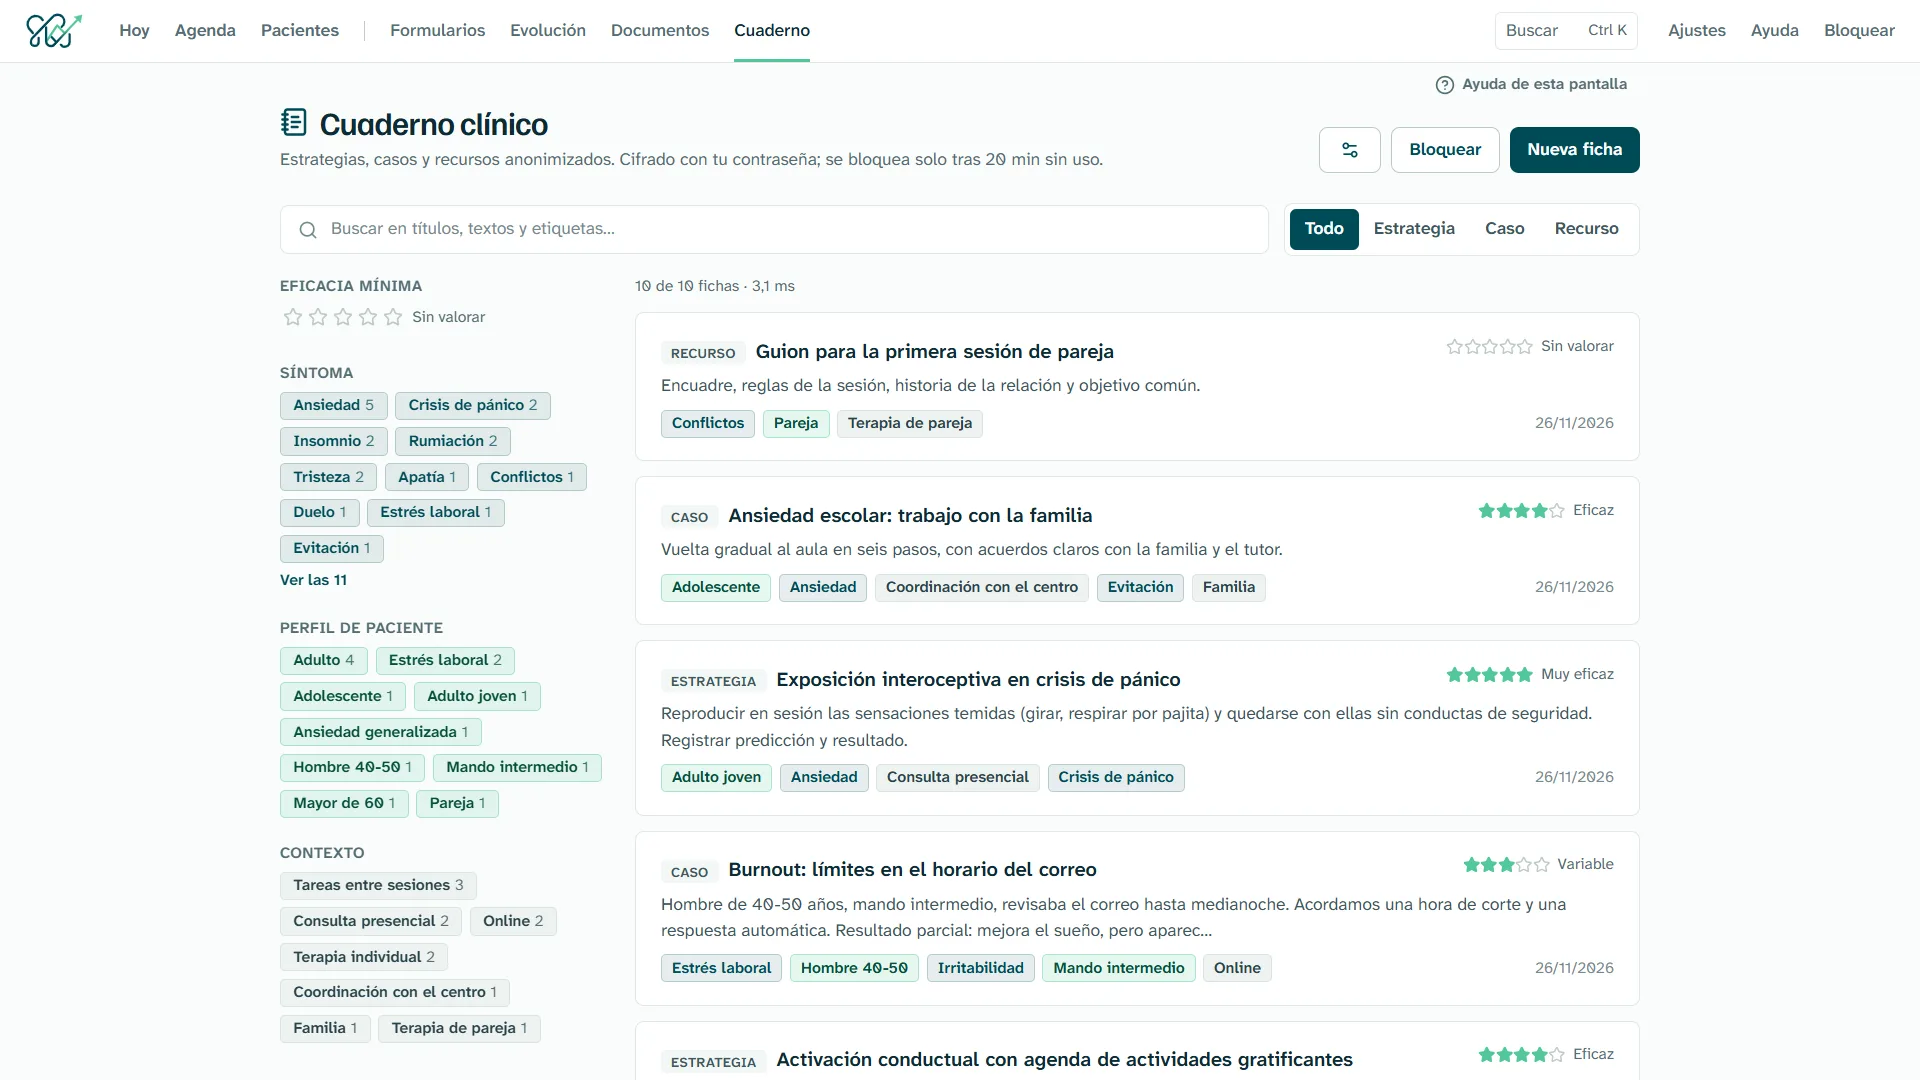 Hoy Agenda Pacientes Formularios Evolución Documentos Cuaderno Buscar Ctrl K Ajustes Ayuda Bloquear
Ayuda de esta pantalla
Cuaderno clínico
Estrategias, casos y recursos anonimizados. Cifrado con tu contraseña; se bloquea solo tras 20 min sin uso.
Bloquear Nueva ficha
Buscar en títulos, textos y etiquetas...
Todo Estrategia Caso Recurso
EFICACIA MÍNIMA
Sin valorar
SÍNTOMA
Ansiedad 5 Crisis de pánico 2
Insomnio 2 Rumiación 2
Tristeza 2 Apatía 1 Conflictos 1
Duelo 1 Estrés laboral 1
Evitación 1
Ver las 11
PERFIL DE PACIENTE
Adulto 4 Estrés laboral 2
Adolescente 1 Adulto joven 1
Ansiedad generalizada 1
Hombre 40-50 1 Mando intermedio 1
Mayor de 60 1 Pareja 1
CONTEXTO
Tareas entre sesiones 3
Consulta presencial 2 Online 2
Terapia individual 2
Coordinación con el centro 1
Familia 1 Terapia de pareja 1
10 de 10 fichas · 3,1 ms
RECURSO Guion para la primera sesión de pareja Sin valorar
Encuadre, reglas de la sesión, historia de la relación y objetivo común.
Conflictos Pareja Terapia de pareja 26/11/2026
CASO Ansiedad escolar: trabajo con la familia Eficaz
Vuelta gradual al aula en seis pasos, con acuerdos claros con la familia y el tutor.
Adolescente Ansiedad Coordinación con el centro Evitación Familia 26/11/2026
ESTRATEGIA Exposición interoceptiva en crisis de pánico Muy eficaz
Reproducir en sesión las sensaciones temidas (girar, respirar por pajita) y quedarse con ellas sin conductas de seguridad.
Registrar predicción y resultado.
Adulto joven Ansiedad Consulta presencial Crisis de pánico 26/11/2026
CASO Burnout: límites en el horario del correo Variable
Hombre de 40-50 años, mando intermedio, revisaba el correo hasta medianoche. Acordamos una hora de corte y una
respuesta automática. Resultado parcial: mejora el sueño, pero aparec...
Estrés laboral Hombre 40-50 Irritabilidad Mando intermedio Online 26/11/2026
ESTRATEGIA Activación conductual con agenda de actividades gratificantes Eficaz